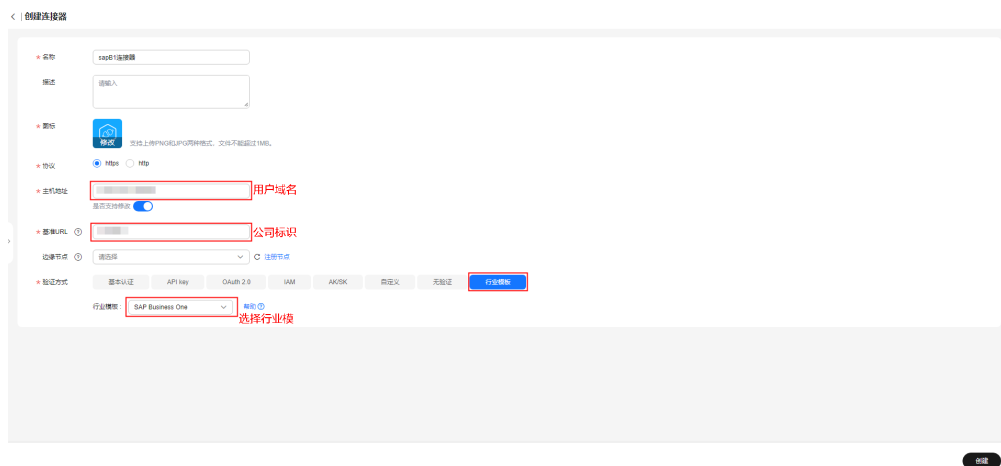 < | 创建连接器
* 名称 sapB1连接器
描述 请输入
* 图标 修改 支持上传PNG和JPG两种格式，文件不能超过1MB。
* 协议 https http
* 主机地址 用户域名
是否支持修改
* 基准URL 公司标识
边缘节点 请选择 注册节点
* 验证方式 基本认证 API key OAuth 2.0 IAM AK/SK 自定义 无验证 行业模板
行业模板： SAP Business One 帮助
选择行业模
创建